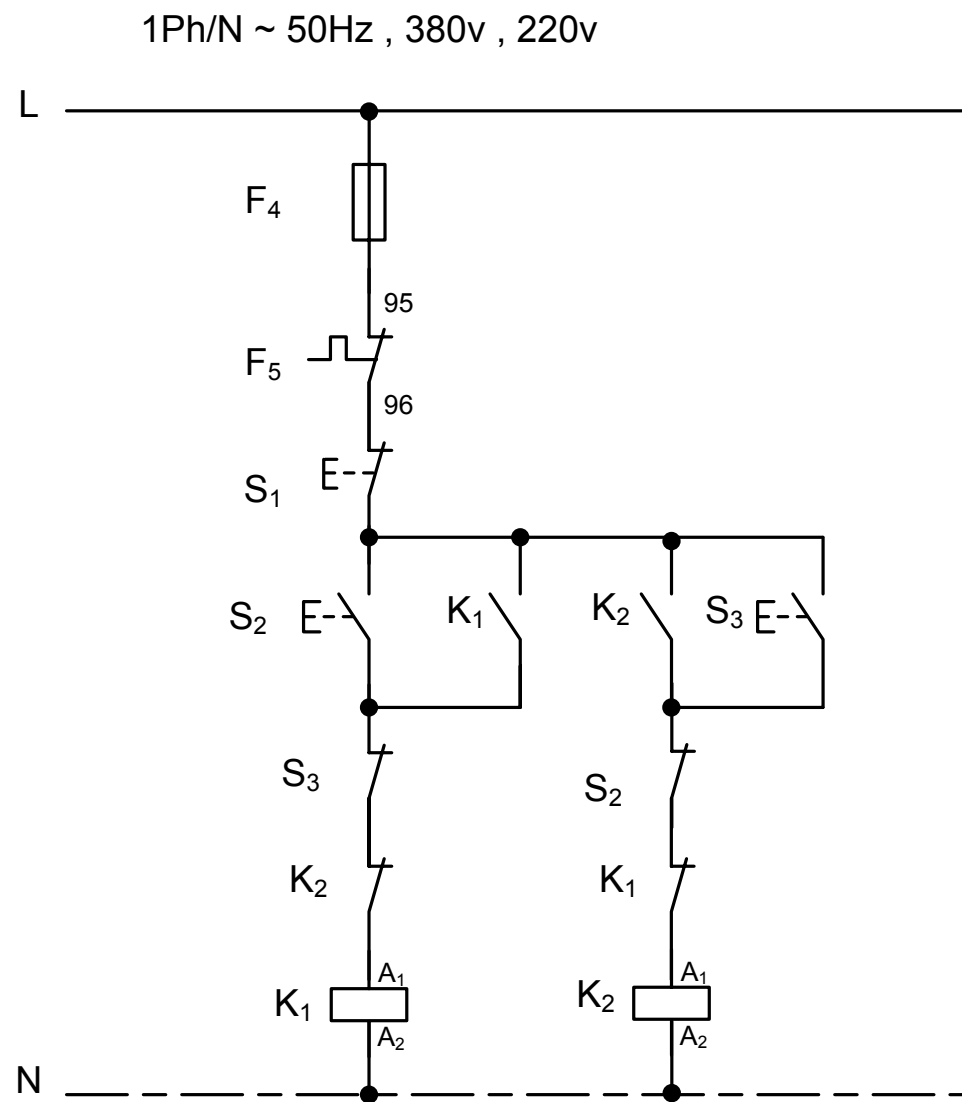 1Ph/N ~ 50Hz , 380v , 220v
L
F₄
95
F₅
96
S₁
S₂ K₁ K₂ S₃
S₃ S₂
K₂ K₁
A₁ A₁
K₁ K₂
A₂ A₂
N